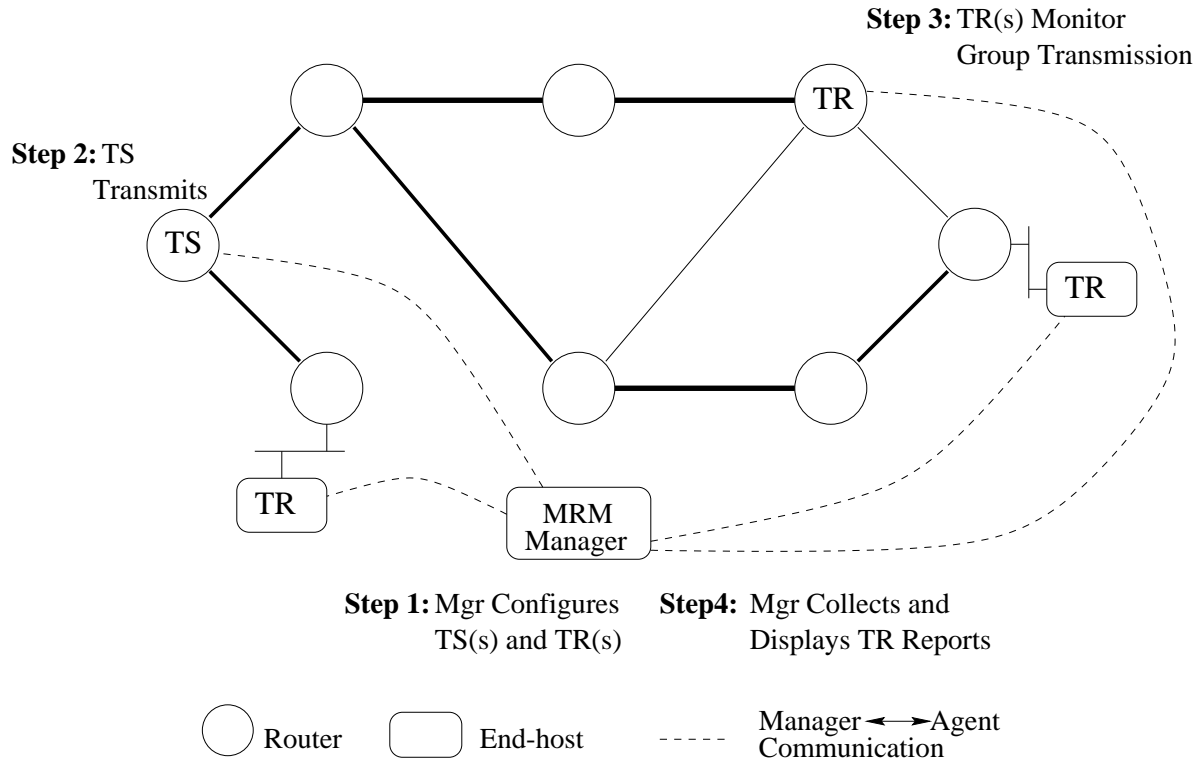 Step 3: TR(s) Monitor
Group Transmission
TR
Step 2: TS
Transmits
TS
TR
TR
MRM
Manager
Step 1: Mgr Configures
TS(s) and TR(s)
Step4: Mgr Collects and
Displays TR Reports
Router
End-host
Manager Agent
Communication